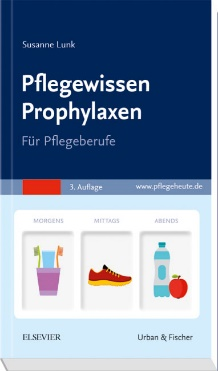 Susanne Lunk
Pflegewissen
Prophylaxen
Für Pflegeberufe
3. Auflage
www.pflegeheute.de
MORGENS MITTAGS ABENDS
ELSEVIER
Urban & Fischer